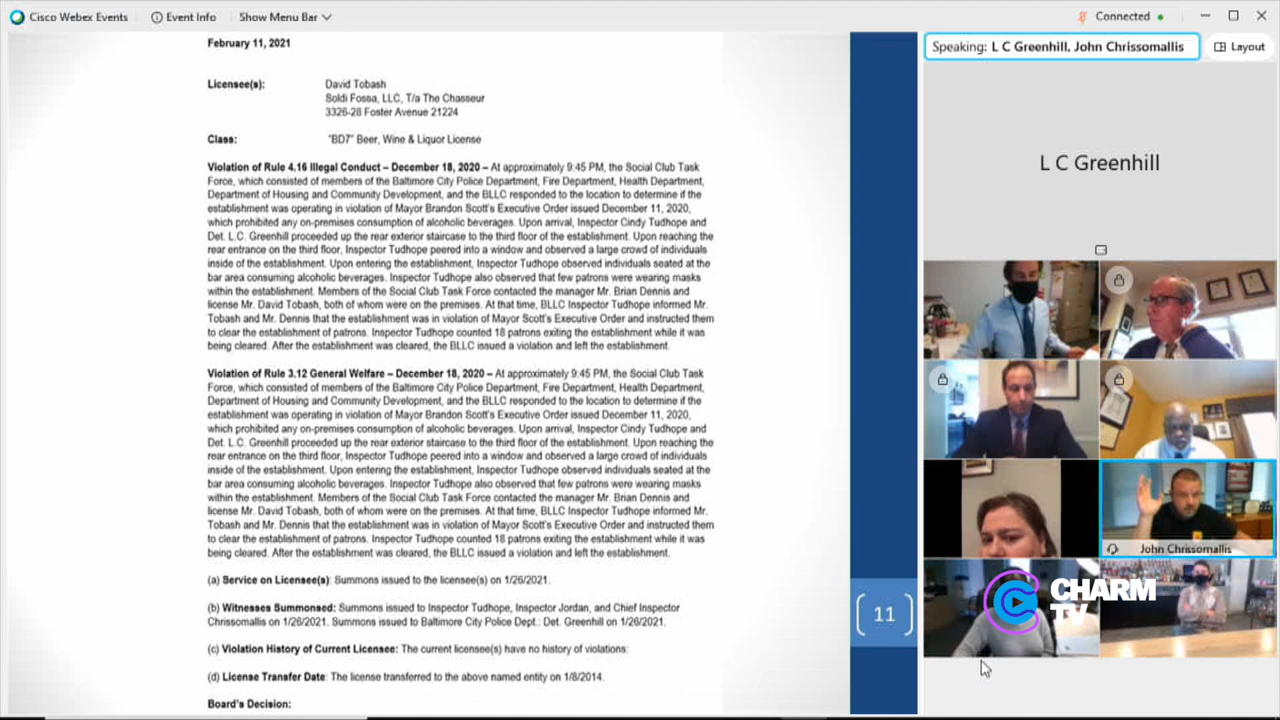 Cisco Webex Events
Event Info
Show Menu Bar
Connected
February 11, 2021
Licensee(s): David Tobash
Soldi Fossa, LLC, T/a The Chasseur
3326-28 Foster Avenue 21224
Class: "BD7" Beer, Wine & Liquor License
Violation of Rule 4.16 Illegal Conduct – December 18, 2020 – At approximately 9:45 PM, the Social Club Task
Force, which consisted of members of the Baltimore City Police Department, Fire Department, Health Department,
Department of Housing and Community Development, and the BLLC responded to the location to determine if the
establishment was operating in violation of Mayor Brandon Scott's Executive Order issued December 11, 2020,
which prohibited any on-premises consumption of alcoholic beverages. Upon arrival, Inspector Cindy Tudhope and
Det. L.C. Greenhill proceeded up the rear exterior staircase to the third floor of the establishment. Upon reaching the
rear entrance on the third floor, Inspector Tudhope peered into a window and observed a large crowd of individuals
inside of the establishment. Upon entering the establishment, Inspector Tudhope observed individuals seated at the
bar area consuming alcoholic beverages. Inspector Tudhope also observed that few patrons were wearing masks
within the establishment. Members of the Social Club Task Force contacted the manager Mr. Brian Dennis and
license Mr. David Tobash, both of whom were on the premises. At that time, BLLC Inspector Tudhope informed Mr.
Tobash and Mr. Dennis that the establishment was in violation of Mayor Scott's Executive Order and instructed them
to clear the establishment of patrons. Inspector Tudhope counted 18 patrons exiting the establishment while it was
being cleared. After the establishment was cleared, the BLLC issued a violation and left the establishment.
Violation of Rule 3.12 General Welfare – December 18, 2020 – At approximately 9:45 PM, the Social Club Task
Force, which consisted of members of the Baltimore City Police Department, Fire Department, Health Department,
Department of Housing and Community Development, and the BLLC responded to the location to determine if the
establishment was operating in violation of Mayor Brandon Scott's Executive Order issued December 11, 2020,
which prohibited any on-premises consumption of alcoholic beverages. Upon arrival, Inspector Cindy Tudhope and
Det. L.C. Greenhill proceeded up the rear exterior staircase to the third floor of the establishment. Upon reaching the
rear entrance on the third floor, Inspector Tudhope peered into a window and observed a large crowd of individuals
inside of the establishment. Upon entering the establishment, Inspector Tudhope observed individuals seated at the
bar area consuming alcoholic beverages. Inspector Tudhope also observed that few patrons were wearing masks
within the establishment. Members of the Social Club Task Force contacted the manager Mr. Brian Dennis and
license Mr. David Tobash, both of whom were on the premises. At that time, BLLC Inspector Tudhope informed Mr.
Tobash and Mr. Dennis that the establishment was in violation of Mayor Scott's Executive Order and instructed them
to clear the establishment of patrons. Inspector Tudhope counted 18 patrons exiting the establishment while it was
being cleared. After the establishment was cleared, the BLLC issued a violation and left the establishment.
(a) Service on Licensee(s): Summons issued to the licensee(s) on 1/26/2021.
(b) Witnesses Summonsed: Summons issued to Inspector Tudhope, Inspector Jordan, and Chief Inspector
Chrissomallis on 1/26/2021. Summons issued to Baltimore City Police Dept.: Det. Greenhill on 1/26/2021.
(c) Violation History of Current Licensee: The current licensee(s) have no history of violations:
(d) License Transfer Date: The license transferred to the above named entity on 1/8/2014.
Board's Decision:
11
Speaking: L C Greenhill, John Chrissomallis
Layout
L C Greenhill
John Chrissomallis
CHARM
TV